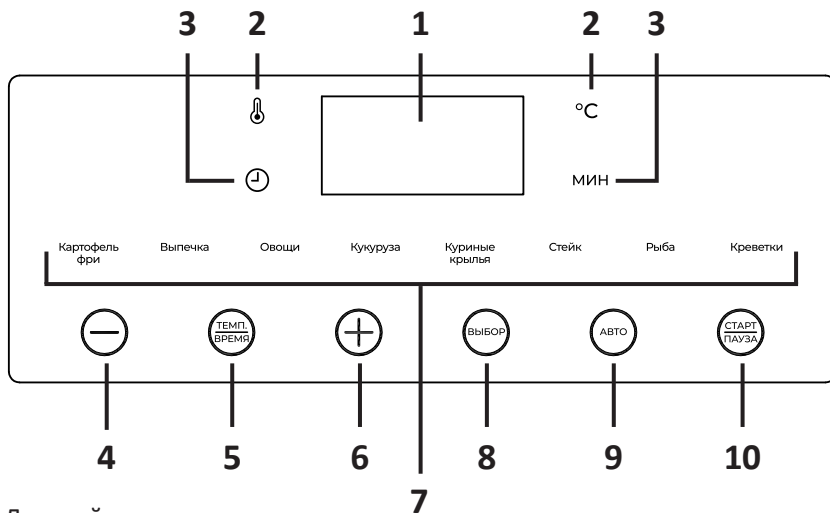 3 2 1 2 3
°C
МИН
Картофель фри Выпечка Овощи Кукуруза Куриные крылья Стейк Рыба Креветки
ТЕМП. ВРЕМЯ ВЫБОР АВТО СТАРТ ПАУЗА
4 5 6 8 9 10
7